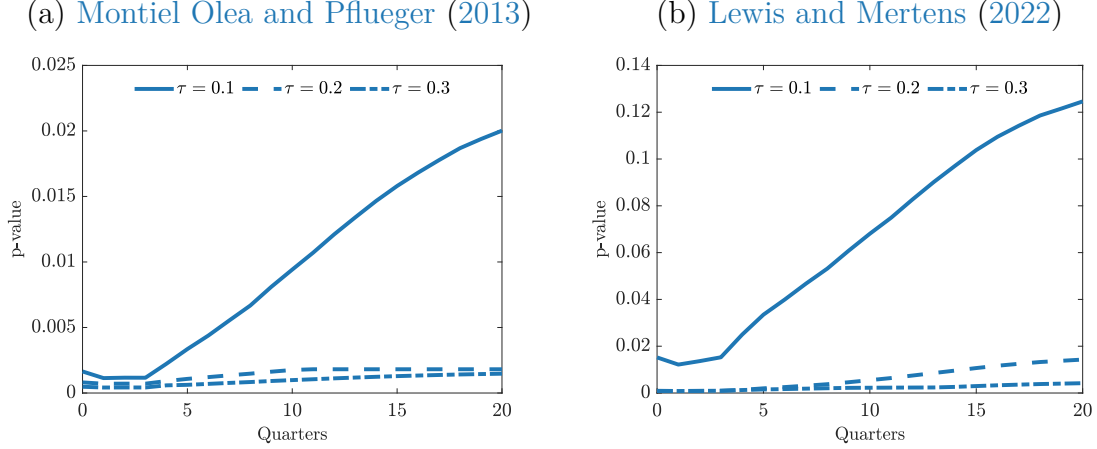 (a) Montiel Olea and Pflueger (2013)
0.025
0.02
0.015
0.01
0.005
0
p-value
τ = 0.1 τ = 0.2 τ = 0.3
0 5 10 15 20
Quarters
(b) Lewis and Mertens (2022)
0.14
0.12
0.1
0.08
0.06
0.04
0.02
0
p-value
τ = 0.1 τ = 0.2 τ = 0.3
0 5 10 15 20
Quarters